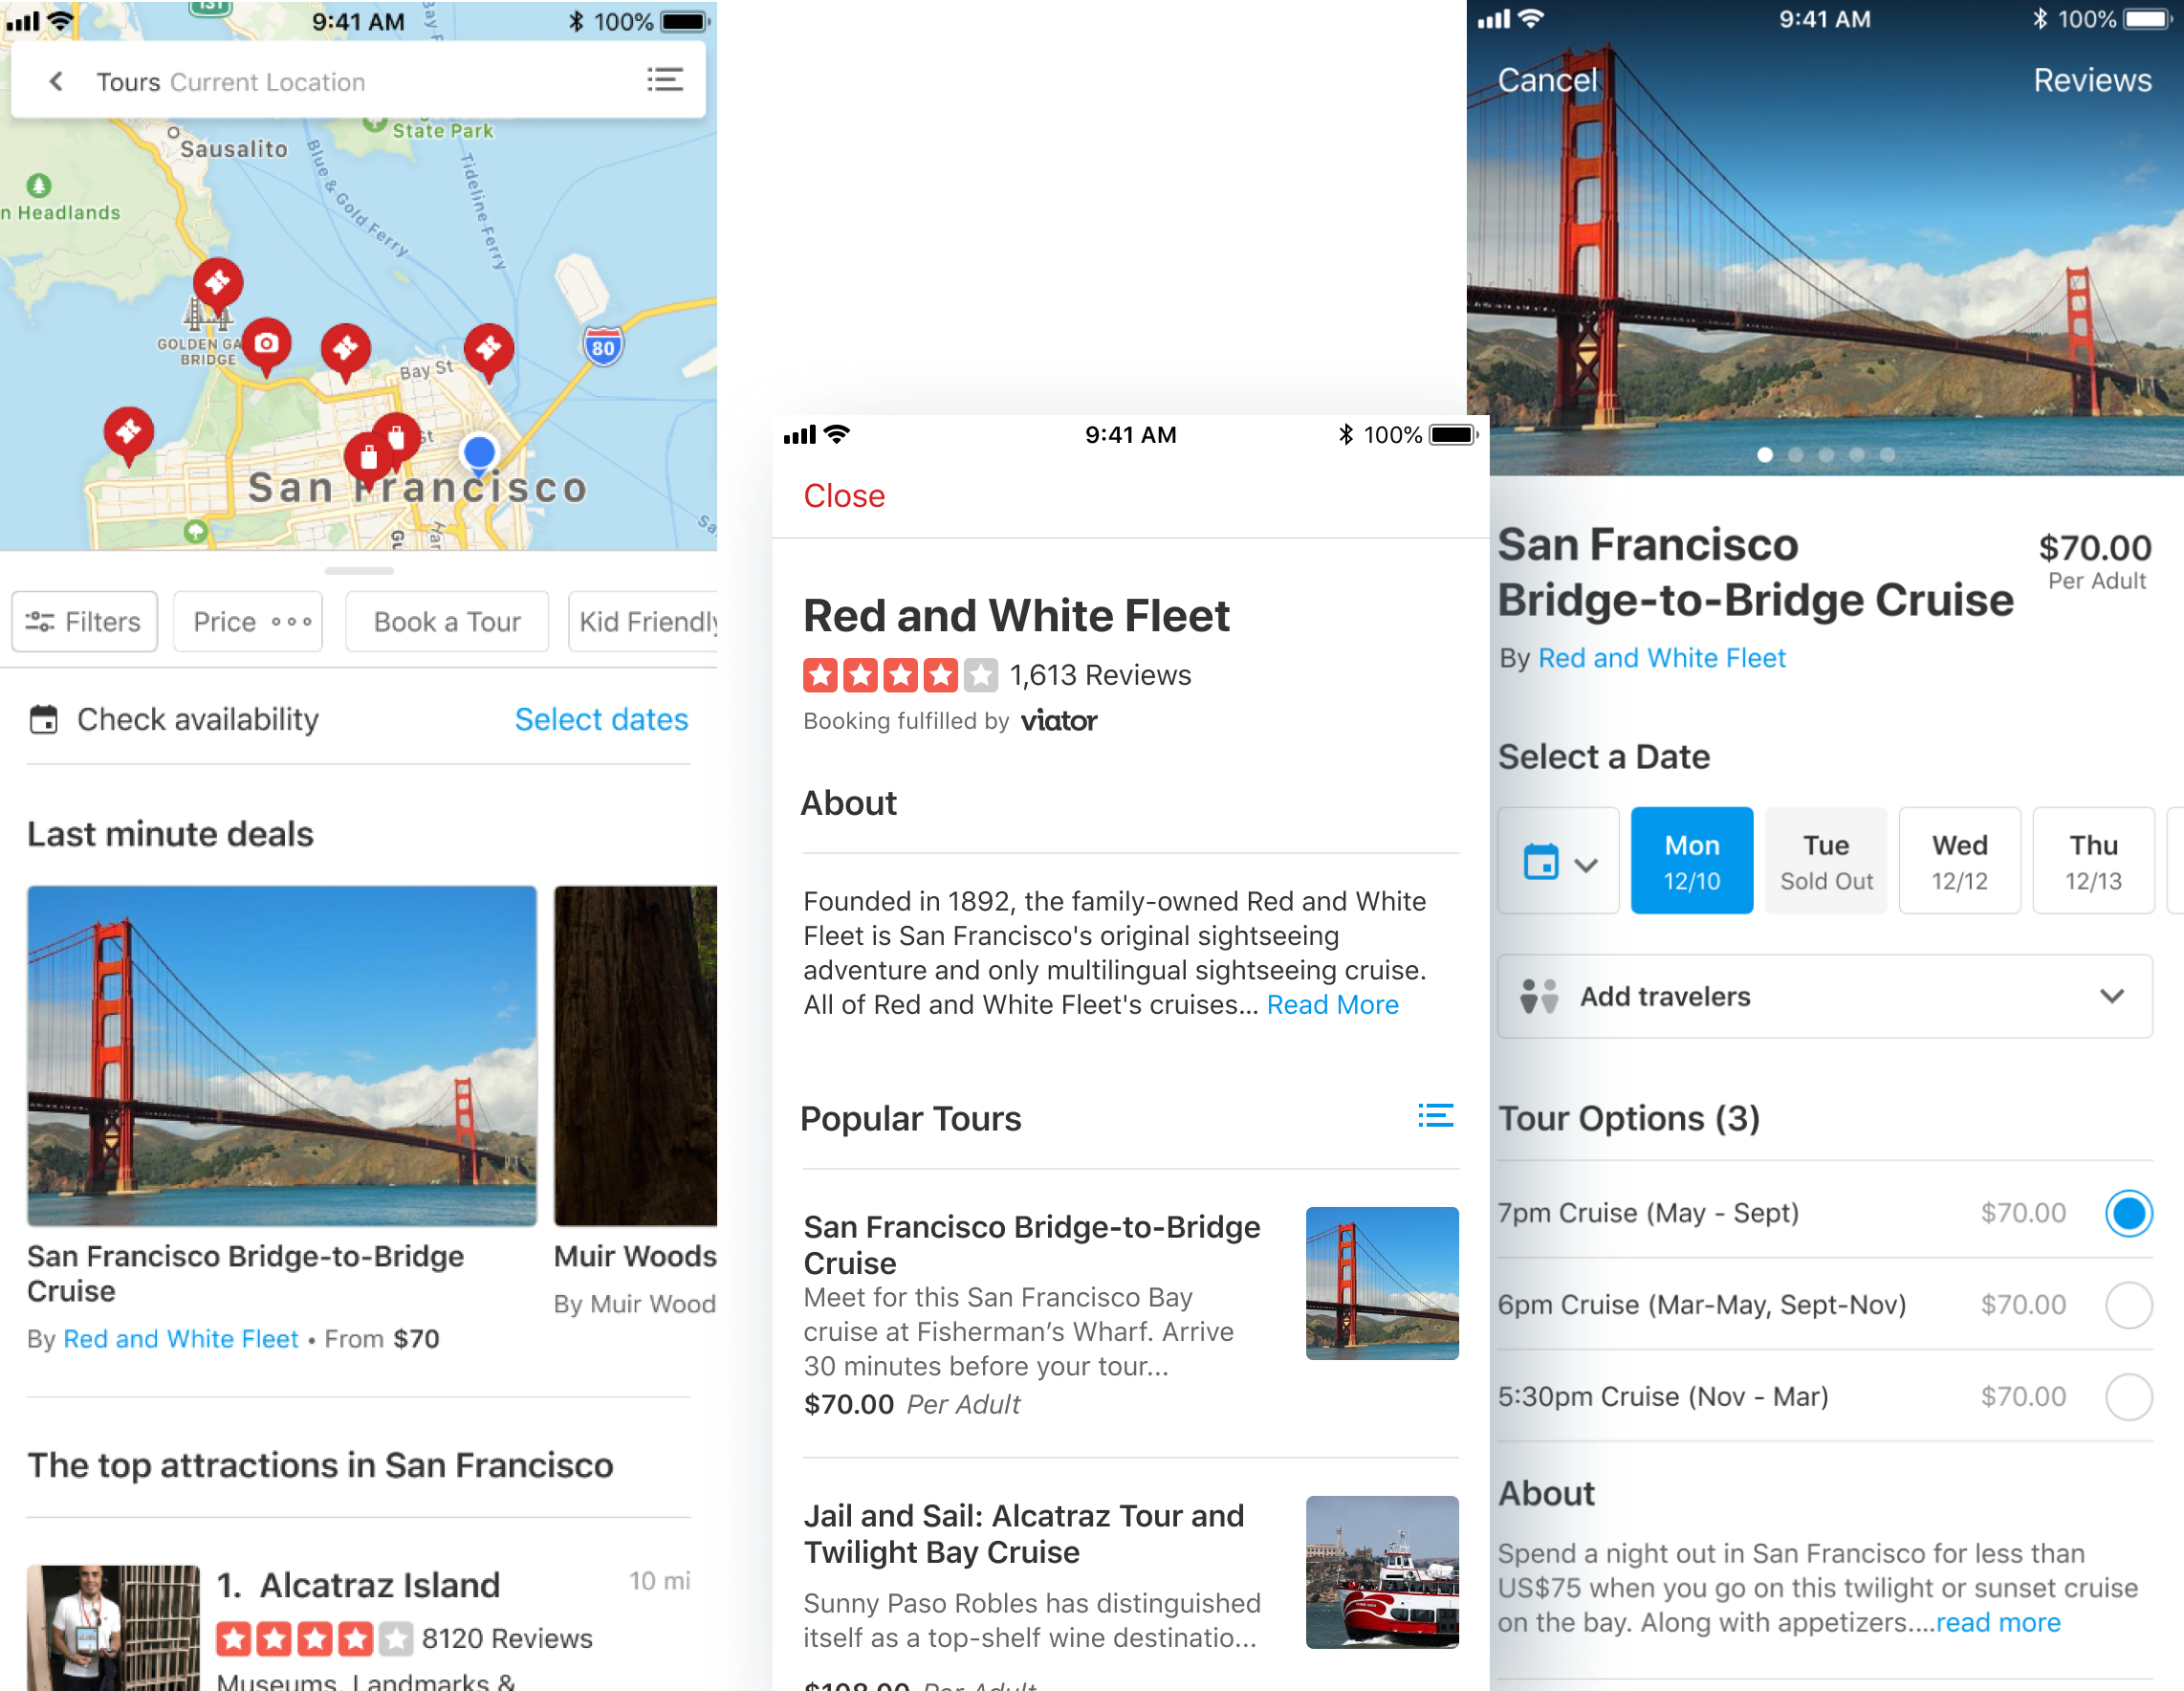 131
9:41 AM
100%
Tours Current Location
Bay F
State Park
Sausalito
Blue & Gold Ferry
Tideline Ferry
n Headlands
GOLDEN GA
BRIDGE
80
Bay St
St
San Francisco
Filters
Price
Book a Tour
Kid Friendly
Check availability
Select dates
Last minute deals
San Francisco Bridge-to-Bridge
Cruise
By Red and White Fleet • From $70
Muir Woods
By Muir Wood
The top attractions in San Francisco
1. Alcatraz Island
10 mi
8120 Reviews
Museums, Landmarks &
9:41 AM
100%
Close
Red and White Fleet
1,613 Reviews
Booking fulfilled by viator
About
Founded in 1892, the family-owned Red and White
Fleet is San Francisco's original sightseeing
adventure and only multilingual sightseeing cruise.
All of Red and White Fleet's cruises... Read More
Popular Tours
San Francisco Bridge-to-Bridge
Cruise
Meet for this San Francisco Bay
cruise at Fisherman’s Wharf. Arrive
30 minutes before your tour...
$70.00 Per Adult
Jail and Sail: Alcatraz Tour and
Twilight Bay Cruise
Sunny Paso Robles has distinguished
itself as a top-shelf wine destinatio...
$108.00 Per Adult
9:41 AM
100%
Cancel
Reviews
San Francisco
Bridge-to-Bridge Cruise
$70.00
Per Adult
By Red and White Fleet
Select a Date
Mon
12/10
Tue
Sold Out
Wed
12/12
Thu
12/13
Add travelers
Tour Options (3)
7pm Cruise (May - Sept) $70.00
6pm Cruise (Mar-May, Sept-Nov) $70.00
5:30pm Cruise (Nov - Mar) $70.00
About
Spend a night out in San Francisco for less than
US$75 when you go on this twilight or sunset cruise
on the bay. Along with appetizers....read more